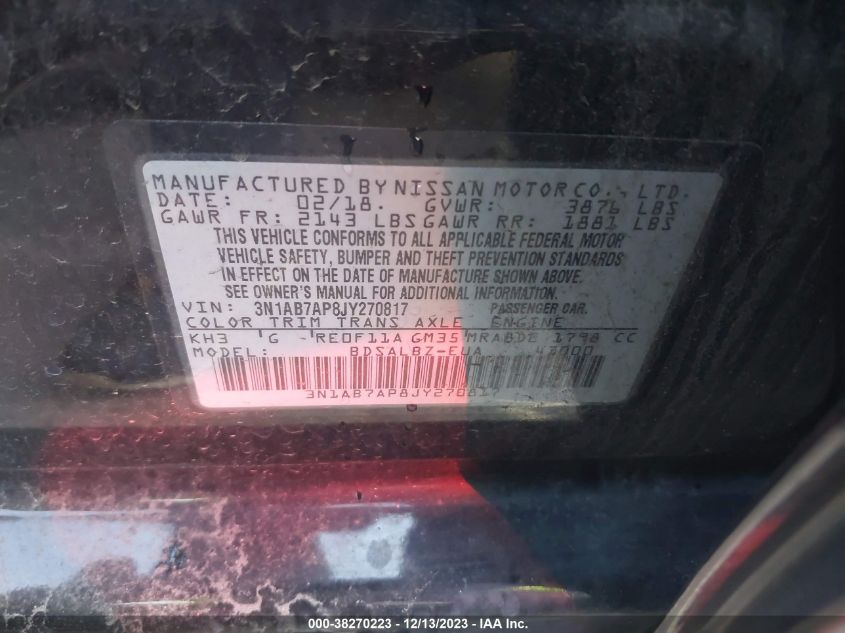 MANUFACTURED BY NISSAN MOTOR CO., LTD.
DATE: 02/18. GVWR: 3876 LBS
GAWR FR: 2143 LBS GAWR RR: 1881 LBS
THIS VEHICLE CONFORMS TO ALL APPLICABLE FEDERAL MOTOR
VEHICLE SAFETY, BUMPER AND THEFT PREVENTION STANDARDS
IN EFFECT ON THE DATE OF MANUFACTURE SHOWN ABOVE.
SEE OWNER'S MANUAL FOR ADDITIONAL INFORMATION.
VIN: 3N1AB7AP8JY270817 PASSENGER CAR.
COLOR TRIM TRANS AXLE ENGINE
KH3 G RE0F11A GM35 MRA8DE 1798 CC
MODEL: BDSALBZ-EUA
3N1AB7AP8JY270817
000-38270223 - 12/13/2023 - IAA Inc.